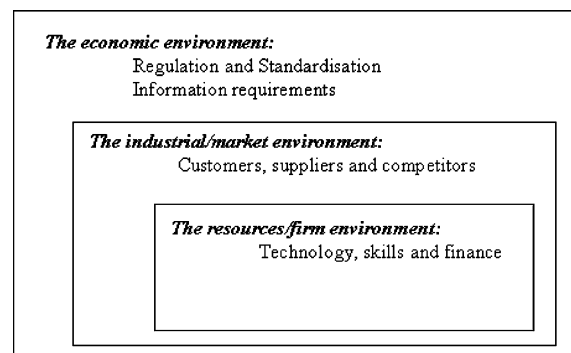 The economic environment:
Regulation and Standardisation
Information requirements
The industrial/market environment:
Customers, suppliers and competitors
The resources/firm environment:
Technology, skills and finance